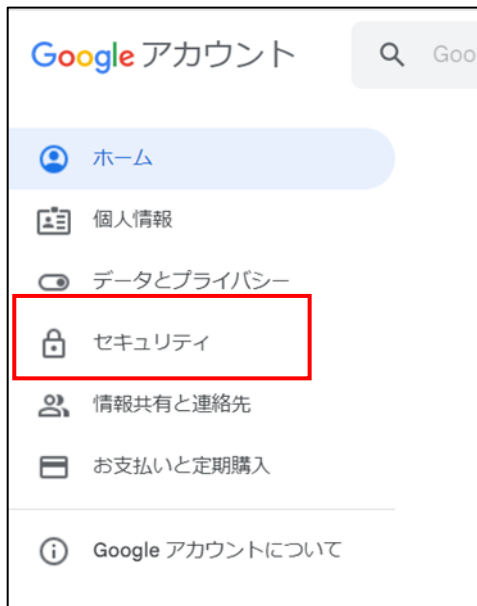 Google アカウント
Goo
ホーム
個人情報
データとプライバシー
セキュリティ
情報共有と連絡先
お支払いと定期購入
Google アカウントについて